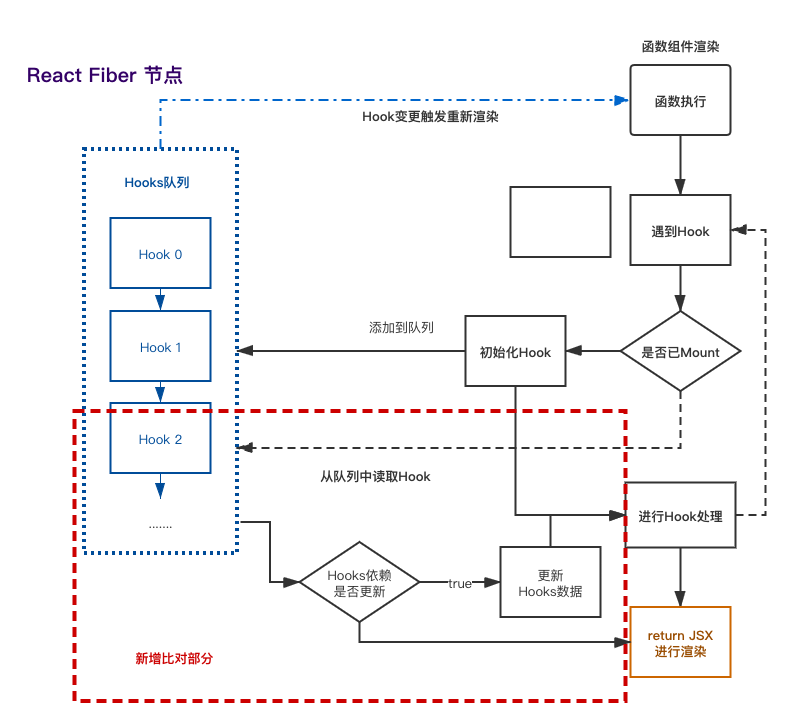 函数组件渲染
React Fiber 节点
函数执行
Hook变更触发重新渲染
Hooks队列
遇到Hook
Hook 0
添加到队列
Hook 1
初始化Hook
是否已Mount
Hook 2
从队列中读取Hook
进行Hook处理
.......
Hooks依赖
是否更新
true
更新
Hooks数据
return JSX
进行渲染
新增比对部分